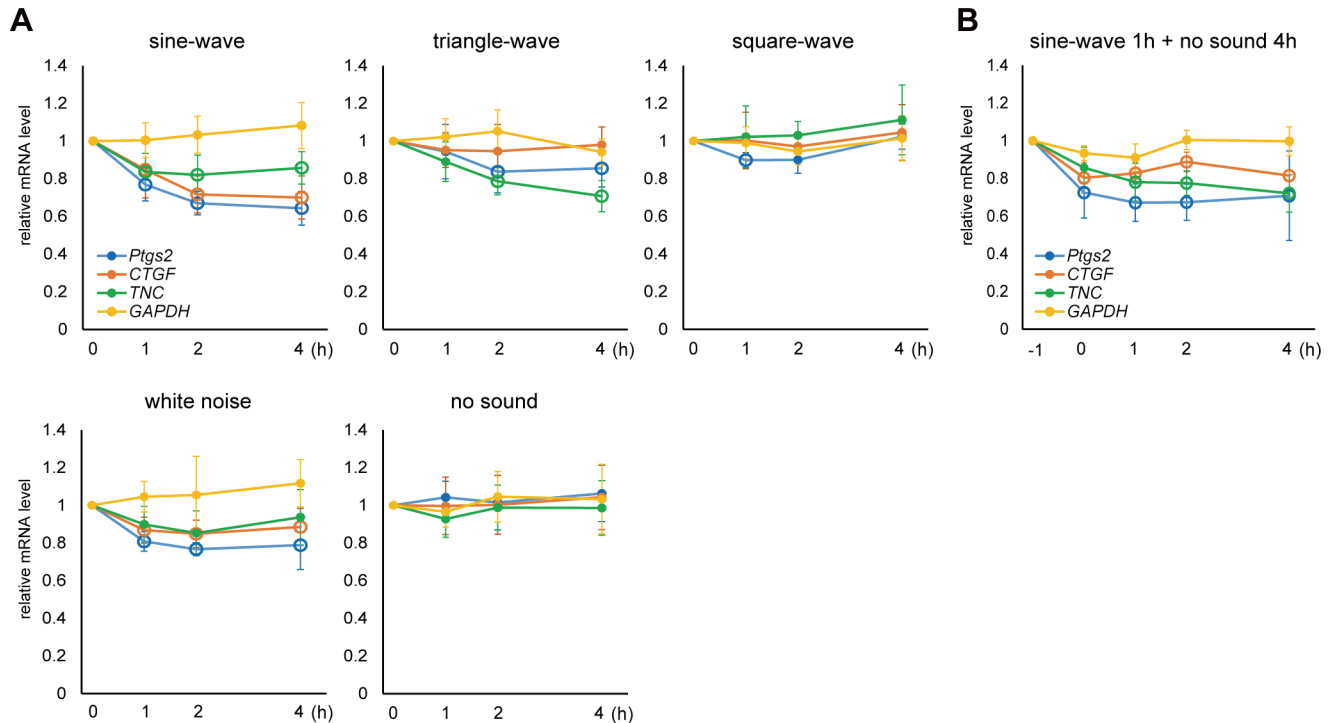 A
sine-wave
relative mRNA level
1.4
1.2
1
0.8
0.6
0.4
0.2
0
Ptgs2
CTGF
TNC
GAPDH
0 1 2 4 (h)
triangle-wave
1.4
1.2
1
0.8
0.6
0.4
0.2
0
0 1 2 4 (h)
square-wave
1.4
1.2
1
0.8
0.6
0.4
0.2
0
0 1 2 4 (h)
B
sine-wave 1h + no sound 4h
relative mRNA level
1.4
1.2
1
0.8
0.6
0.4
0.2
0
Ptgs2
CTGF
TNC
GAPDH
-1 0 1 2 4 (h)
white noise
relative mRNA level
1.4
1.2
1
0.8
0.6
0.4
0.2
0
0 1 2 4 (h)
no sound
1.4
1.2
1
0.8
0.6
0.4
0.2
0
0 1 2 4 (h)